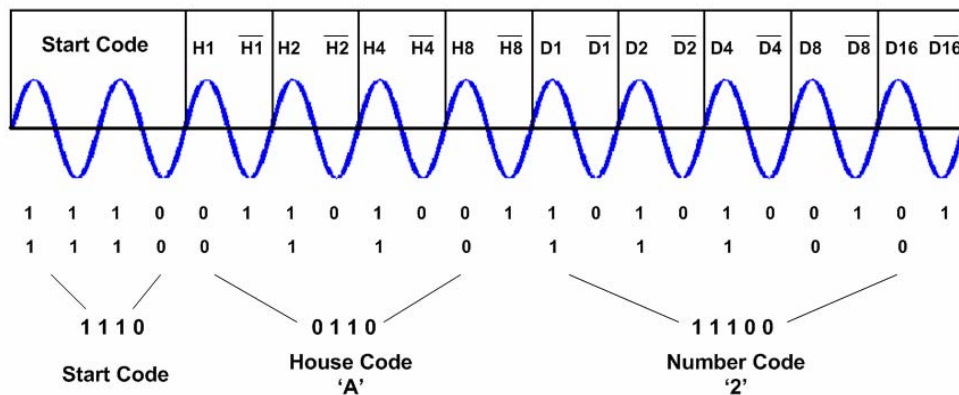 Start Code H1 H1 H2 H2 H4 H4 H8 H8 D1 D1 D2 D2 D4 D4 D8 D8 D16 D16
1 1 1 0 0 1 1 0 1 0 0 1 1 0 1 0 1 0 0 1 0 1
1 1 1 0 0 1 1 0 1 1 1 0 0
1 1 1 0 0 1 1 0 1 1 1 0 0
Start Code House Code Number Code
'A' '2'